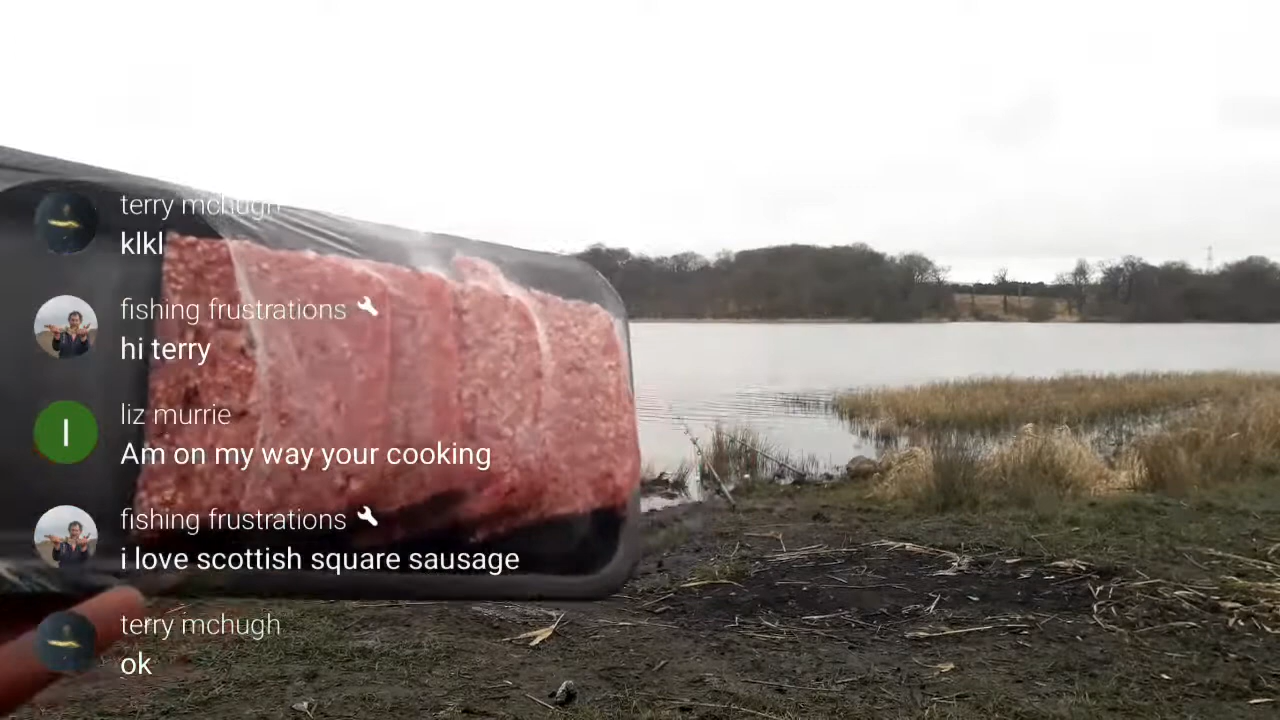 terry mchugh
klkl
fishing frustrations
hi terry
I
liz murrie
Am on my way your cooking
fishing frustrations
i love scottish square sausage
terry mchugh
ok